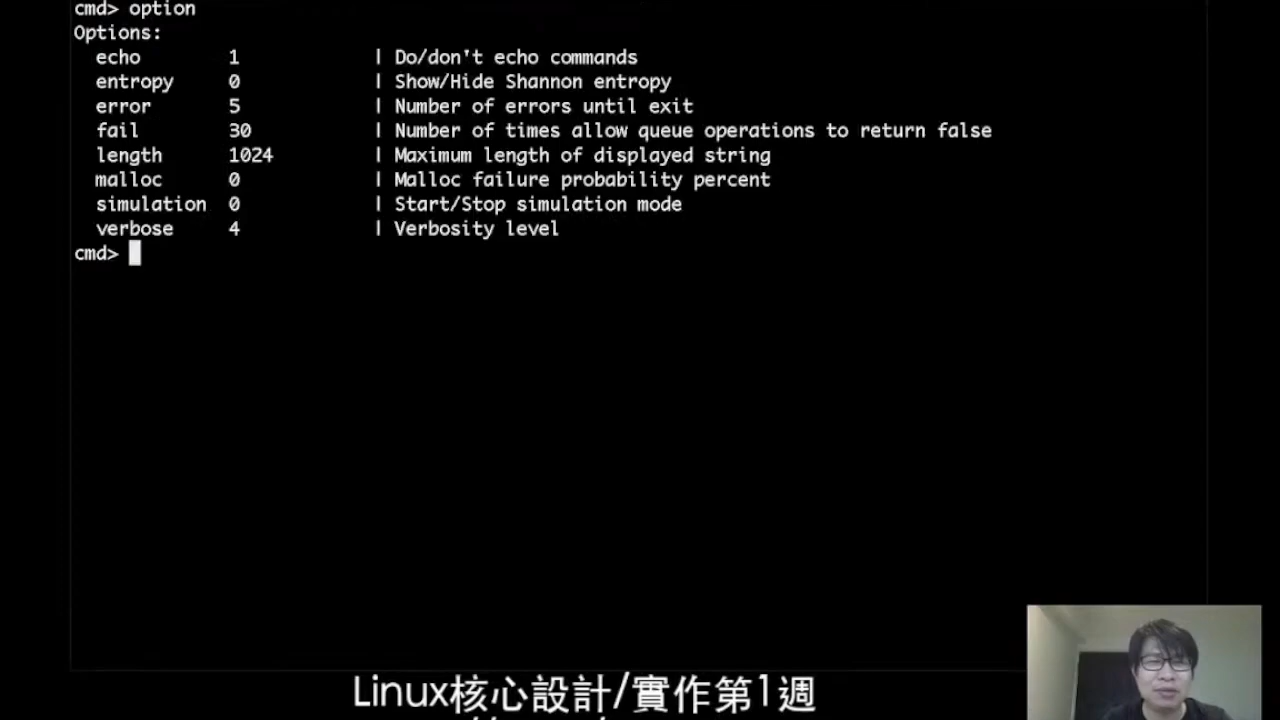 cmd> option
Options:
echo 1 | Do/don't echo commands
entropy 0 | Show/Hide Shannon entropy
error 5 | Number of errors until exit
fail 30 | Number of times allow queue operations to return false
length 1024 | Maximum length of displayed string
malloc 0 | Malloc failure probability percent
simulation 0 | Start/Stop simulation mode
verbose 4 | Verbosity level
cmd>
Linux核心設計/實作第1週